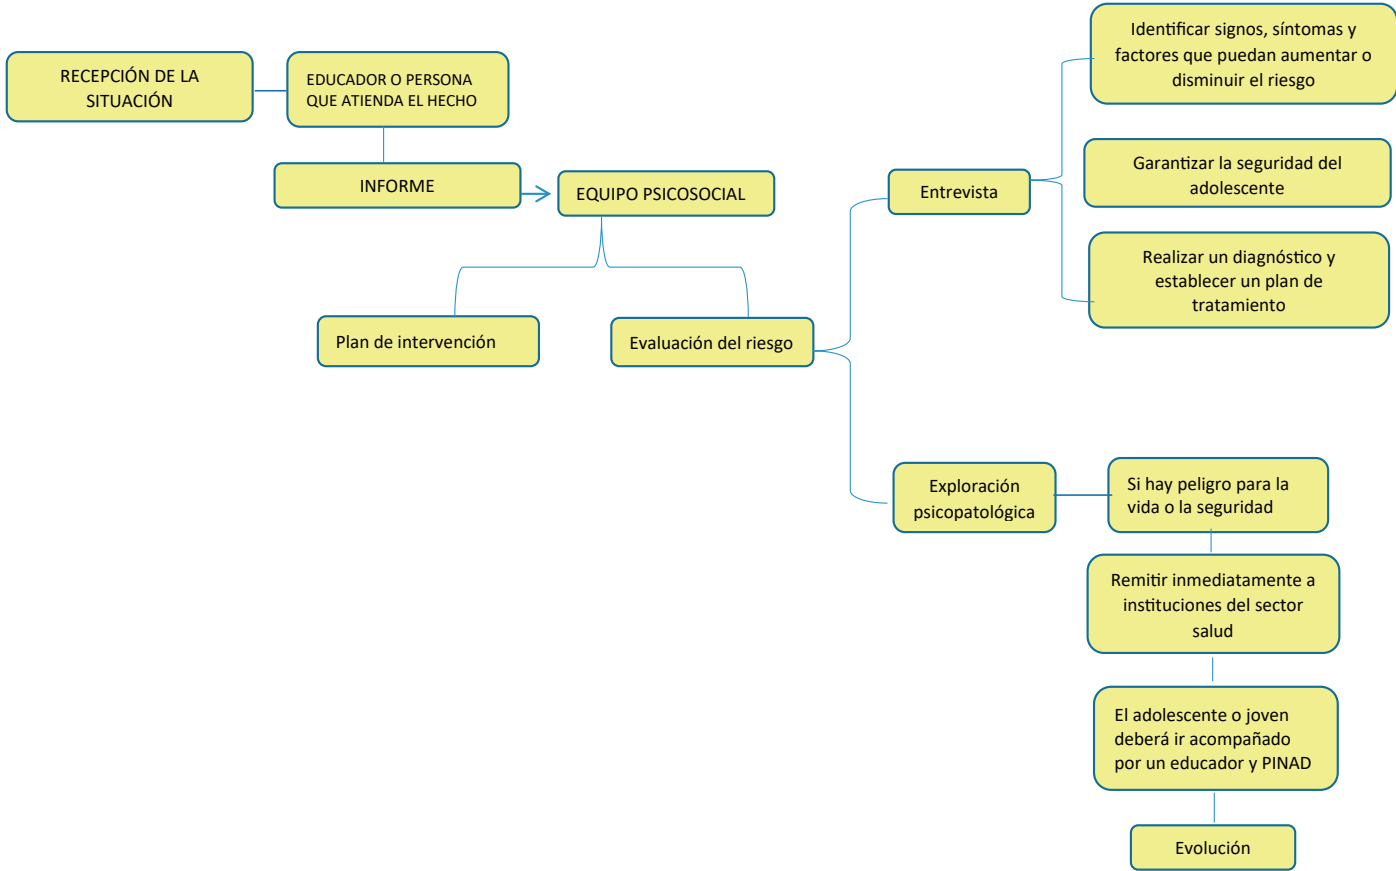 RECEPCIÓN DE LA
SITUACIÓN
EDUCADOR O PERSONA
QUE ATIENDA EL HECHO
INFORME
EQUIPO PSICOSOCIAL
Plan de intervención
Evaluación del riesgo
Entrevista
Identificar signos, síntomas y
factores que puedan aumentar o
disminuir el riesgo
Garantizar la seguridad del
adolescente
Realizar un diagnóstico y
establecer un plan de
tratamiento
Exploración
psicopatológica
Si hay peligro para la
vida o la seguridad
Remitir inmediatamente a
instituciones del sector
salud
El adolescente o joven
deberá ir acompañado
por un educador y PINAD
Evolución